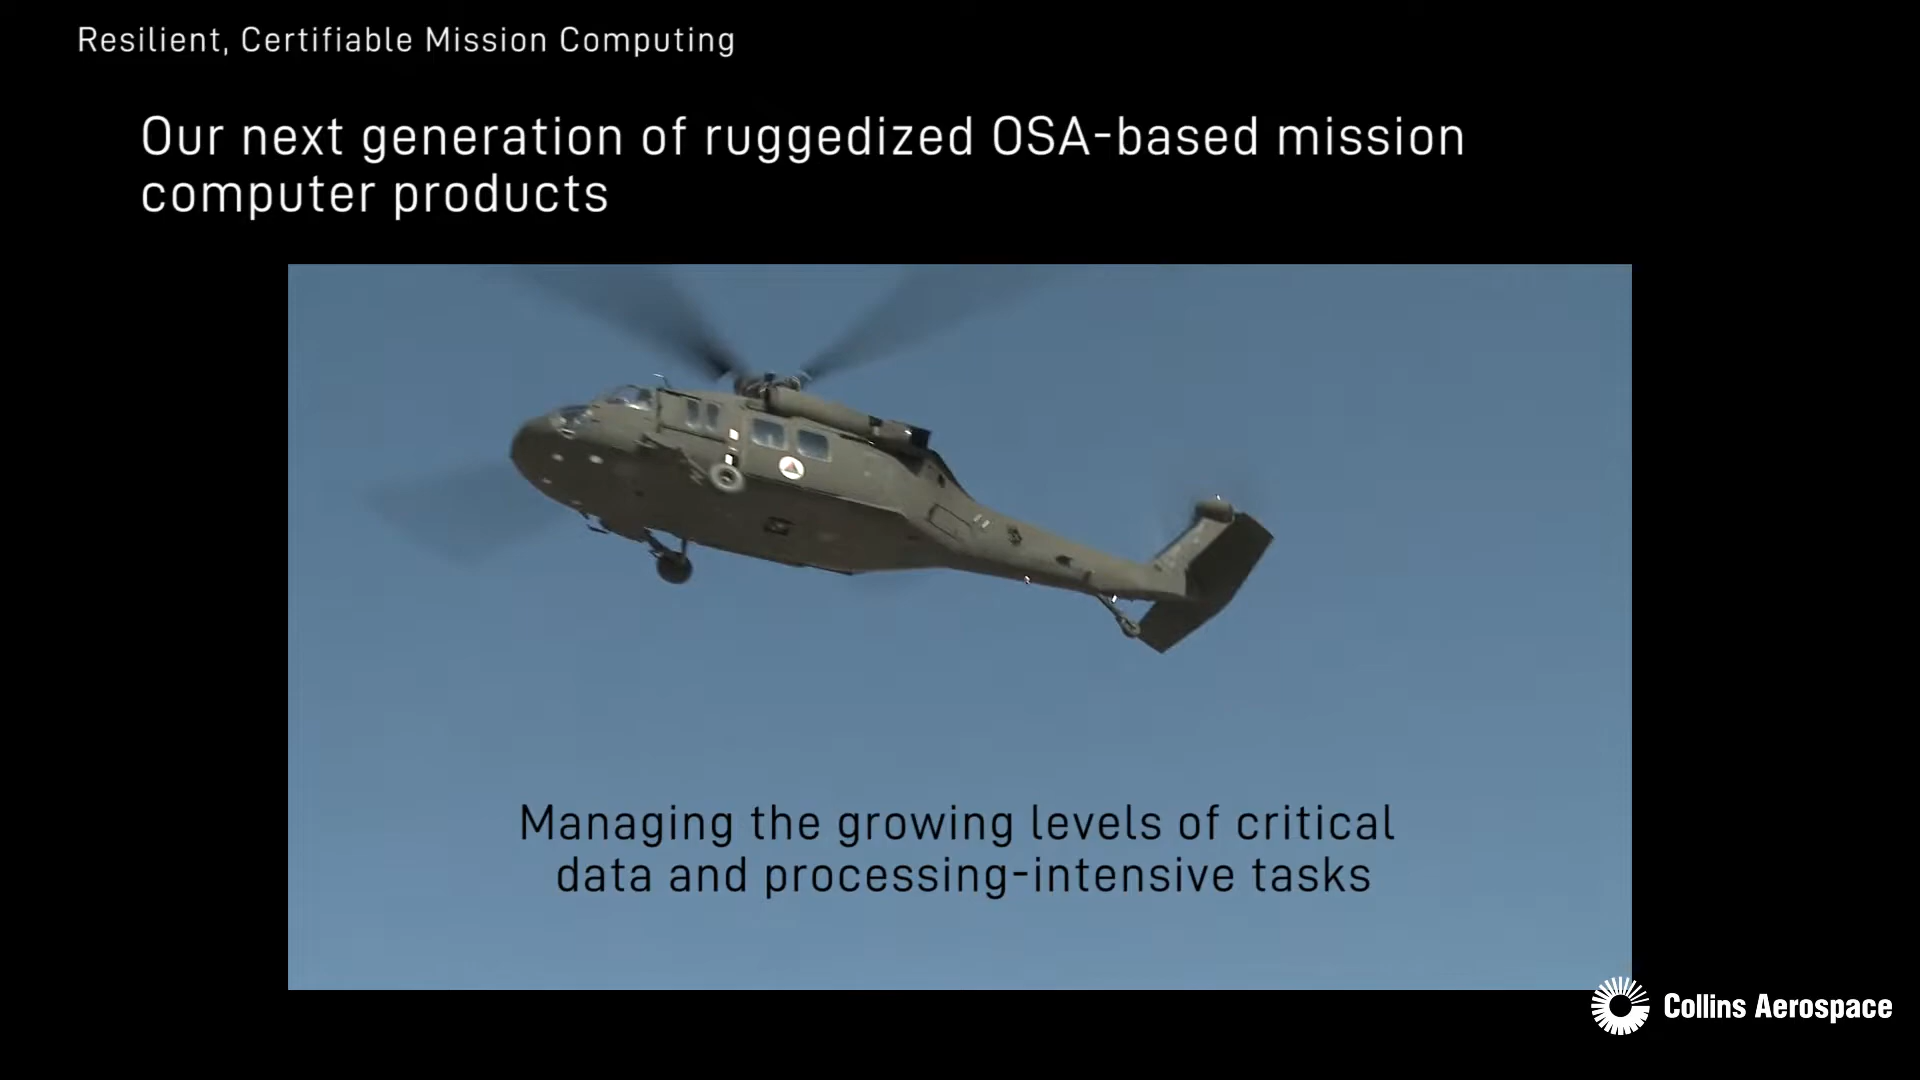 Resilient, Certifiable Mission Computing
Our next generation of ruggedized OSA-based mission
computer products
Managing the growing levels of critical
data and processing-intensive tasks
Collins Aerospace